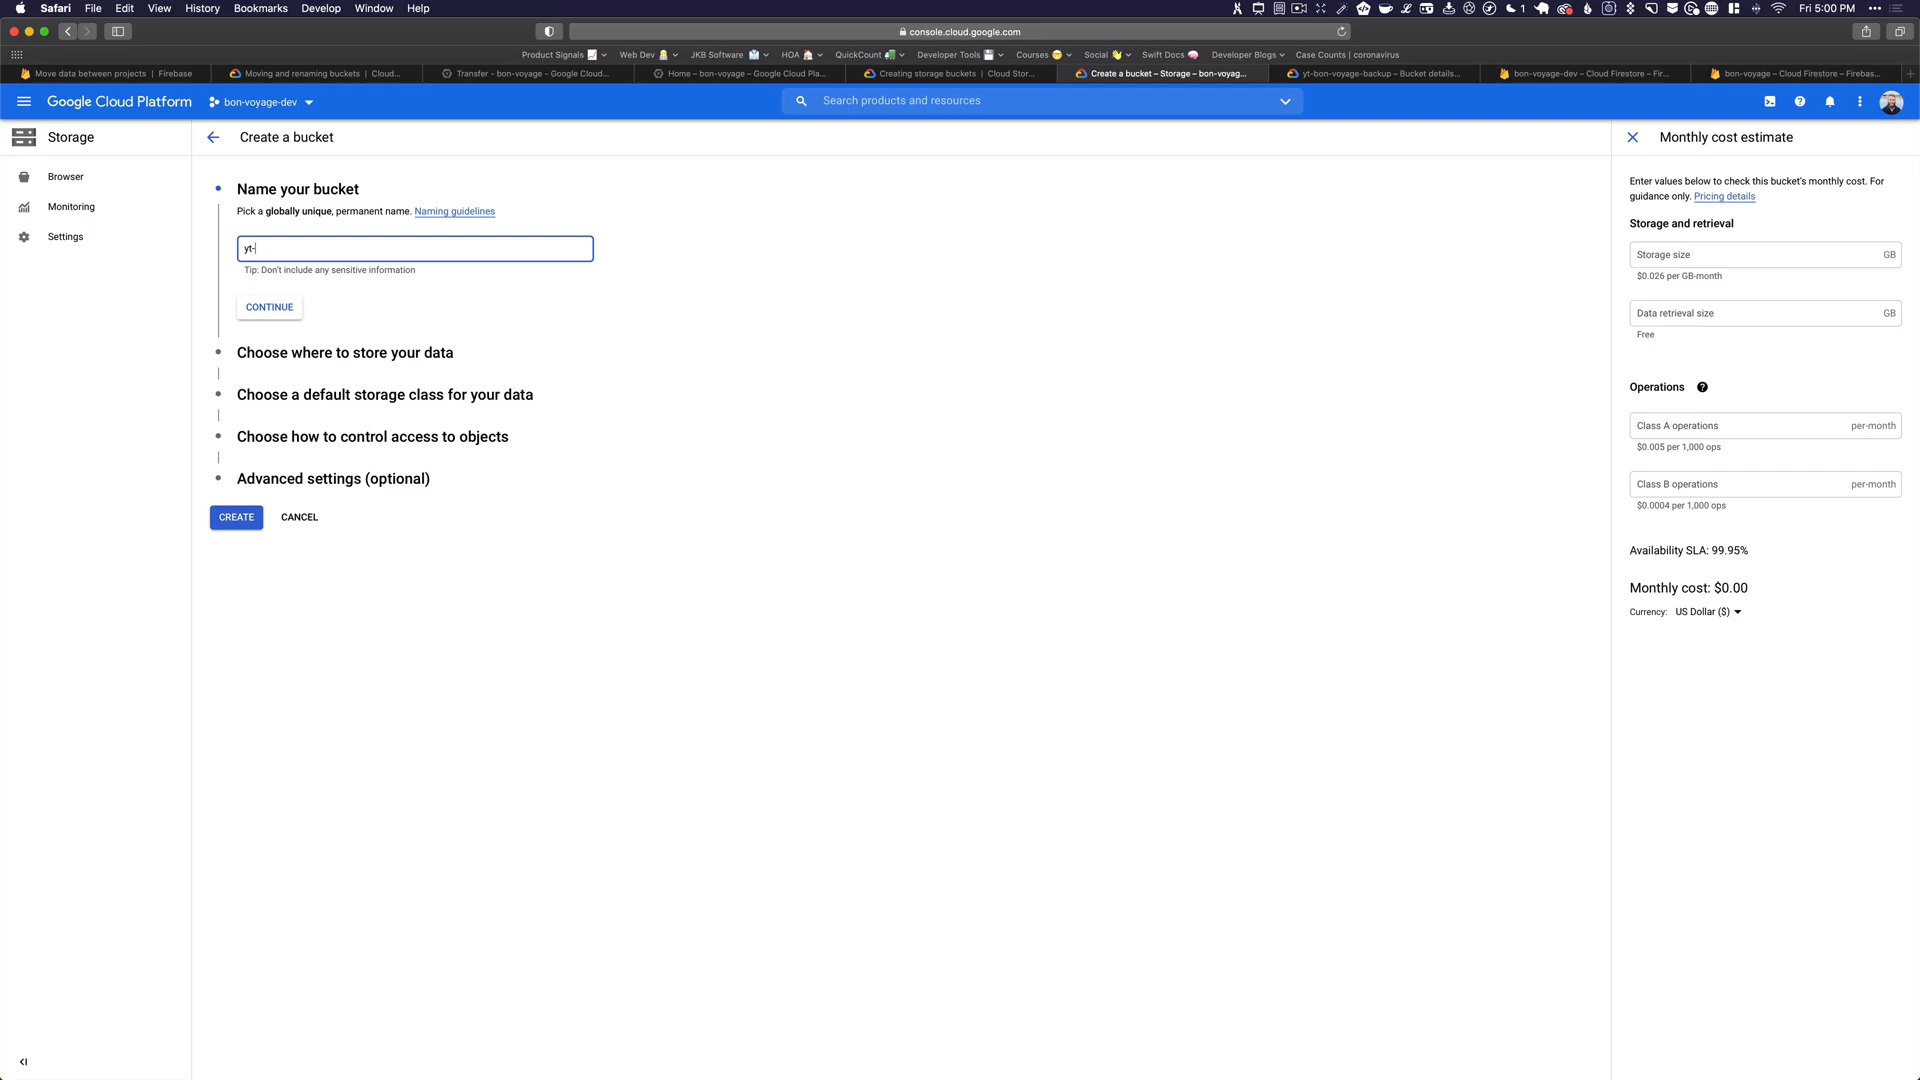 Safari File Edit View History Bookmarks Develop Window Help
1
Fri 5:00 PM
console.cloud.google.com
Product Signals
Web Dev
JKB Software
HOA
QuickCount
Developer Tools
Courses
Social
Swift Docs
Developer Blogs
Case Counts | coronavirus
Move data between projects | Firebase
Moving and renaming buckets | Cloud...
Transfer - bon-voyage - Google Cloud...
Home – bon-voyage – Google Cloud Pla...
Creating storage buckets | Cloud Stor...
Create a bucket – Storage – bon-voyag...
yt-bon-voyage-backup – Bucket details...
bon-voyage-dev – Cloud Firestore – Fir...
bon-voyage – Cloud Firestore – Firebas...
Google Cloud Platform
bon-voyage-dev
Search products and resources
Storage
Browser
Monitoring
Settings
Create a bucket
Name your bucket
Pick a globally unique, permanent name. Naming guidelines
yt-
Tip: Don't include any sensitive information
CONTINUE
Choose where to store your data
Choose a default storage class for your data
Choose how to control access to objects
Advanced settings (optional)
CREATE CANCEL
Monthly cost estimate
Enter values below to check this bucket's monthly cost. For
guidance only. Pricing details
Storage and retrieval
Storage size GB
$0.026 per GB-month
Data retrieval size GB
Free
Operations
Class A operations per-month
$0.005 per 1,000 ops
Class B operations per-month
$0.0004 per 1,000 ops
Availability SLA: 99.95%
Monthly cost: $0.00
Currency: US Dollar ($)